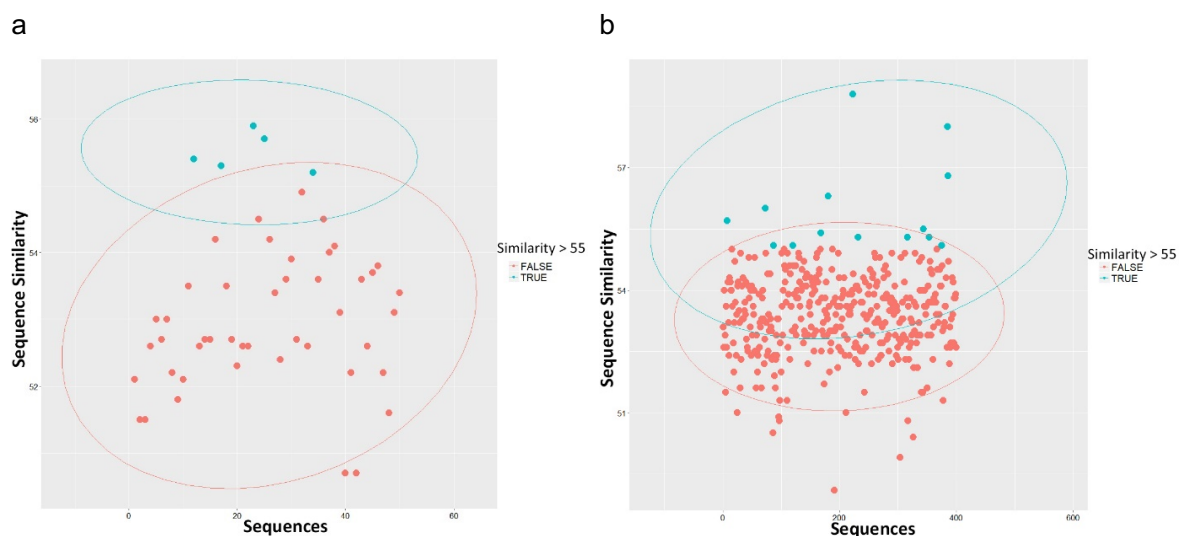 a
b
56
54
52
Sequence Similarity
0
20
40
60
Sequences
Similarity > 55
FALSE
TRUE
57
54
51
Sequence Similarity
0
200
400
600
Sequences
Similarity > 55
FALSE
TRUE